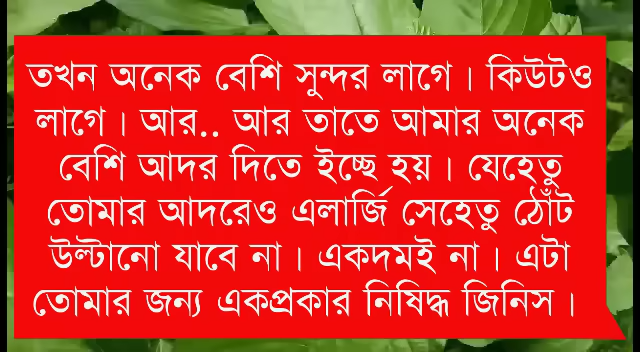 তখন অনেক বেশি সুন্দর লাগে। কিউটও
লাগে। আর.. আর তাতে আমার অনেক
বেশি আদর দিতে ইচ্ছে হয়। যেহেতু
তোমার আদরেও এলার্জি সেহেতু ঠোঁট
উল্টানো যাবে না। একদমই না। এটা
তোমার জন্য একপ্রকার নিষিদ্ধ জিনিস।